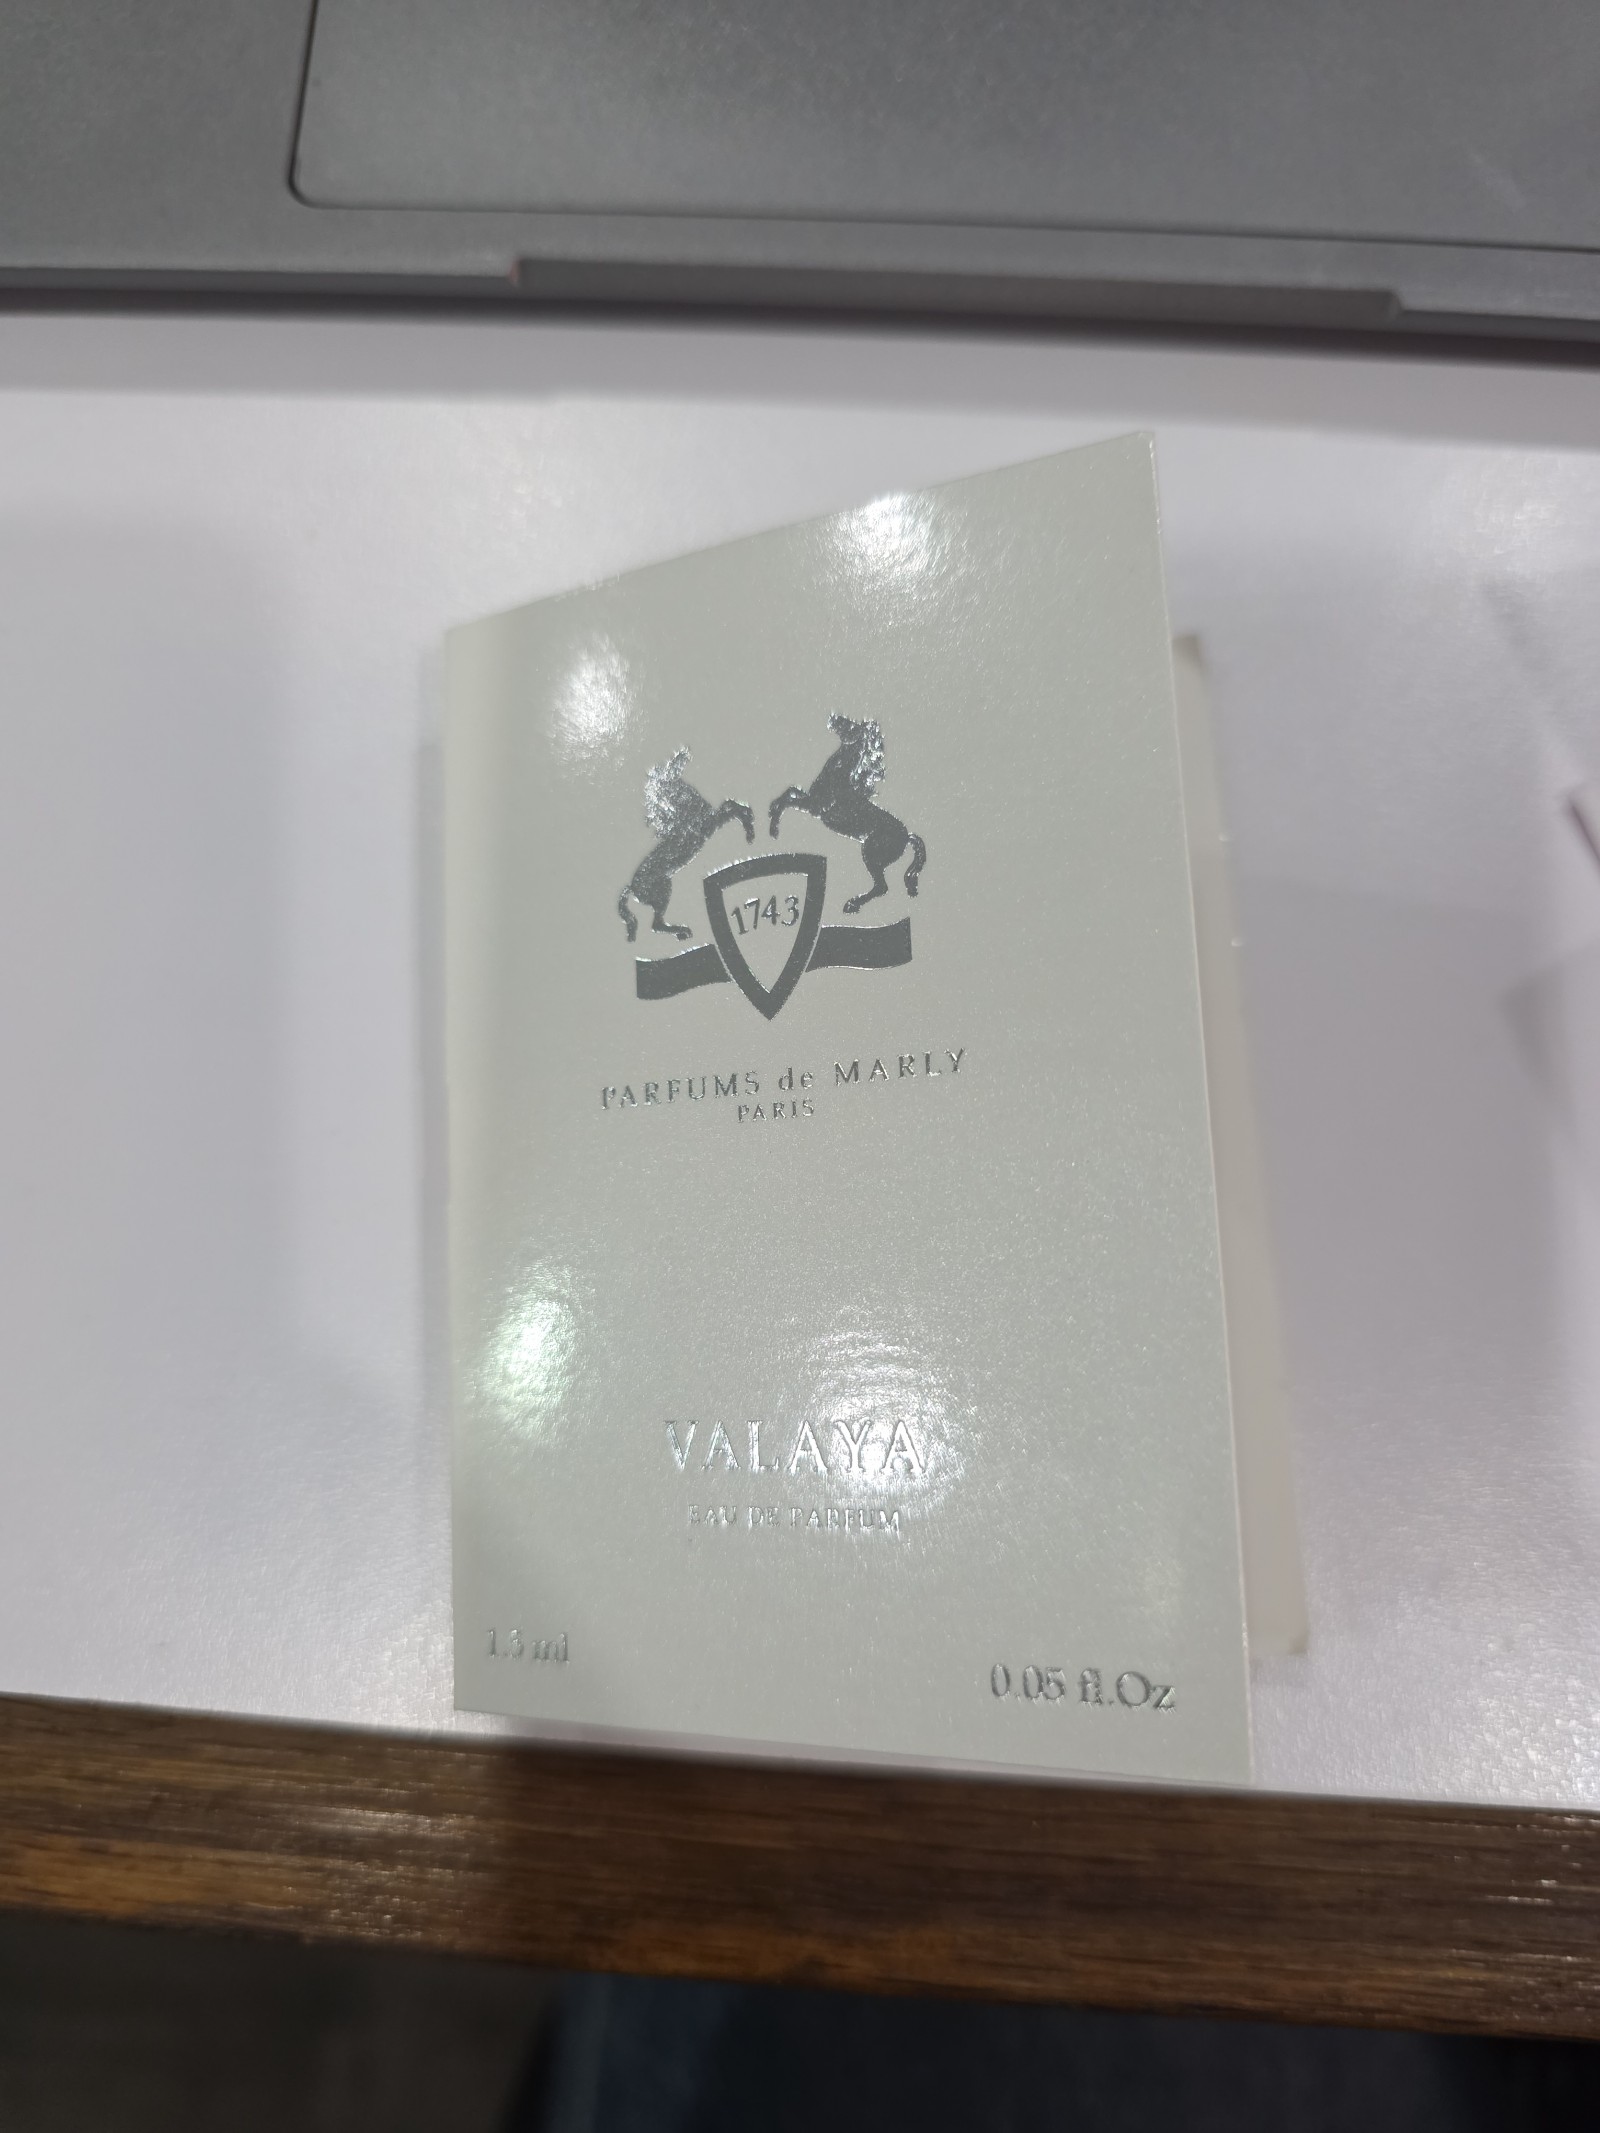 1743
PARFUMS de MARLY
PARIS
VALAYA
EAU DE PARFUM
1.5 ml
0.05 fl.Oz